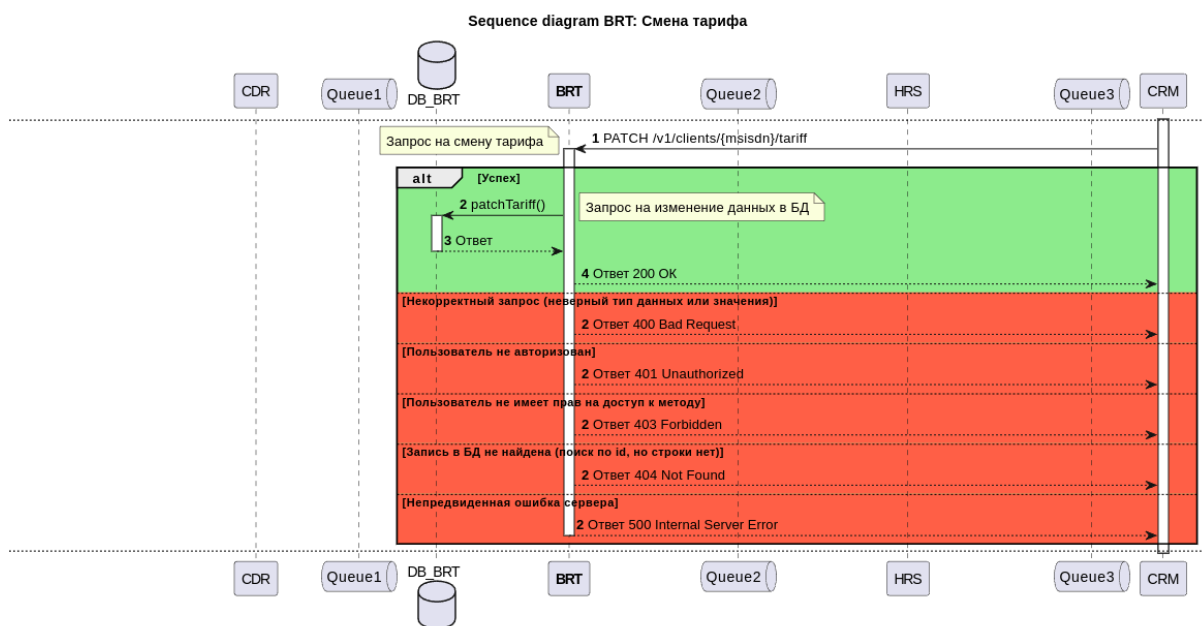 Sequence diagram BRT: Смена тарифа
CDR
Queue1
DB_BRT
BRT
Queue2
HRS
Queue3
CRM
Запрос на смену тарифа
1 PATCH /v1/clients/{msisdn}/tariff
alt
[Успех]
2 patchTariff()
Запрос на изменение данных в БД
3 Ответ
4 Ответ 200 ОК
[Некорректный запрос (неверный тип данных или значения)]
2 Ответ 400 Bad Request
[Пользователь не авторизован]
2 Ответ 401 Unauthorized
[Пользователь не имеет прав на доступ к методу]
2 Ответ 403 Forbidden
[Запись в БД не найдена (поиск по id, но строки нет)]
2 Ответ 404 Not Found
[Непредвиденная ошибка сервера]
2 Ответ 500 Internal Server Error
CDR
Queue1
DB_BRT
BRT
Queue2
HRS
Queue3
CRM